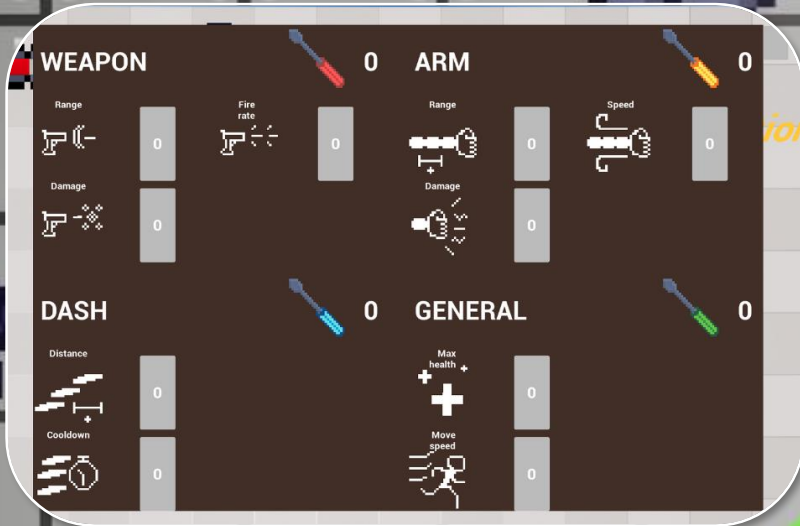 WEAPON 0
ARM 0
Range
0
Fire
rate
0
Range
0
Speed
0
Damage
0
Damage
0
DASH 0
GENERAL 0
Distance
0
Max
health
0
Cooldown
0
Move
speed
0